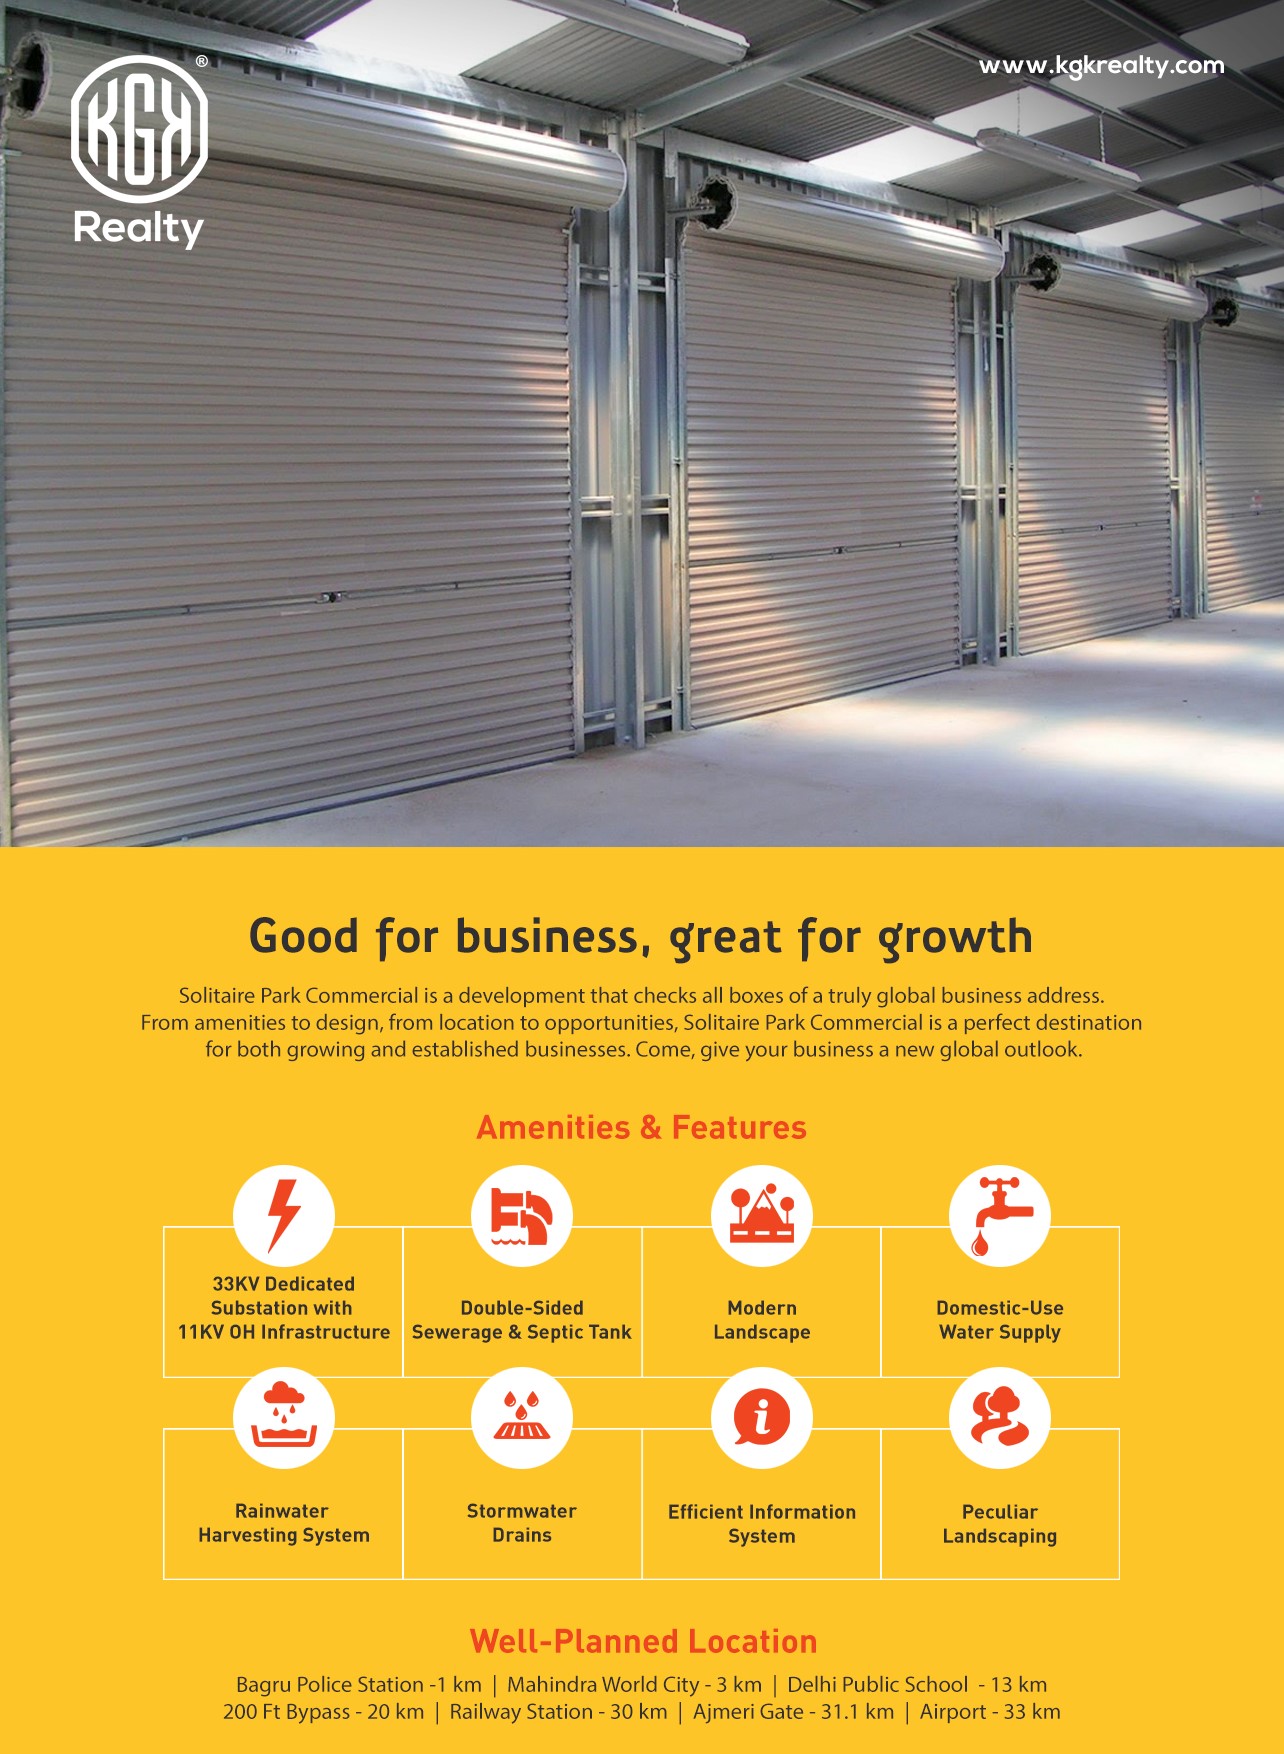 KGK
®
Realty
www.kgkrealty.com
Good for business, great for growth
Solitaire Park Commercial is a development that checks all boxes of a truly global business address.
From amenities to design, from location to opportunities, Solitaire Park Commercial is a perfect destination
for both growing and established businesses. Come, give your business a new global outlook.
Amenities & Features
33KV Dedicated
Substation with
11KV OH Infrastructure
Double-Sided
Sewerage & Septic Tank
Modern
Landscape
Domestic-Use
Water Supply
Rainwater
Harvesting System
Stormwater
Drains
i
Efficient Information
System
Peculiar
Landscaping
Well-Planned Location
Bagru Police Station -1 km | Mahindra World City - 3 km | Delhi Public School - 13 km
200 Ft Bypass - 20 km | Railway Station - 30 km | Ajmeri Gate - 31.1 km | Airport - 33 km